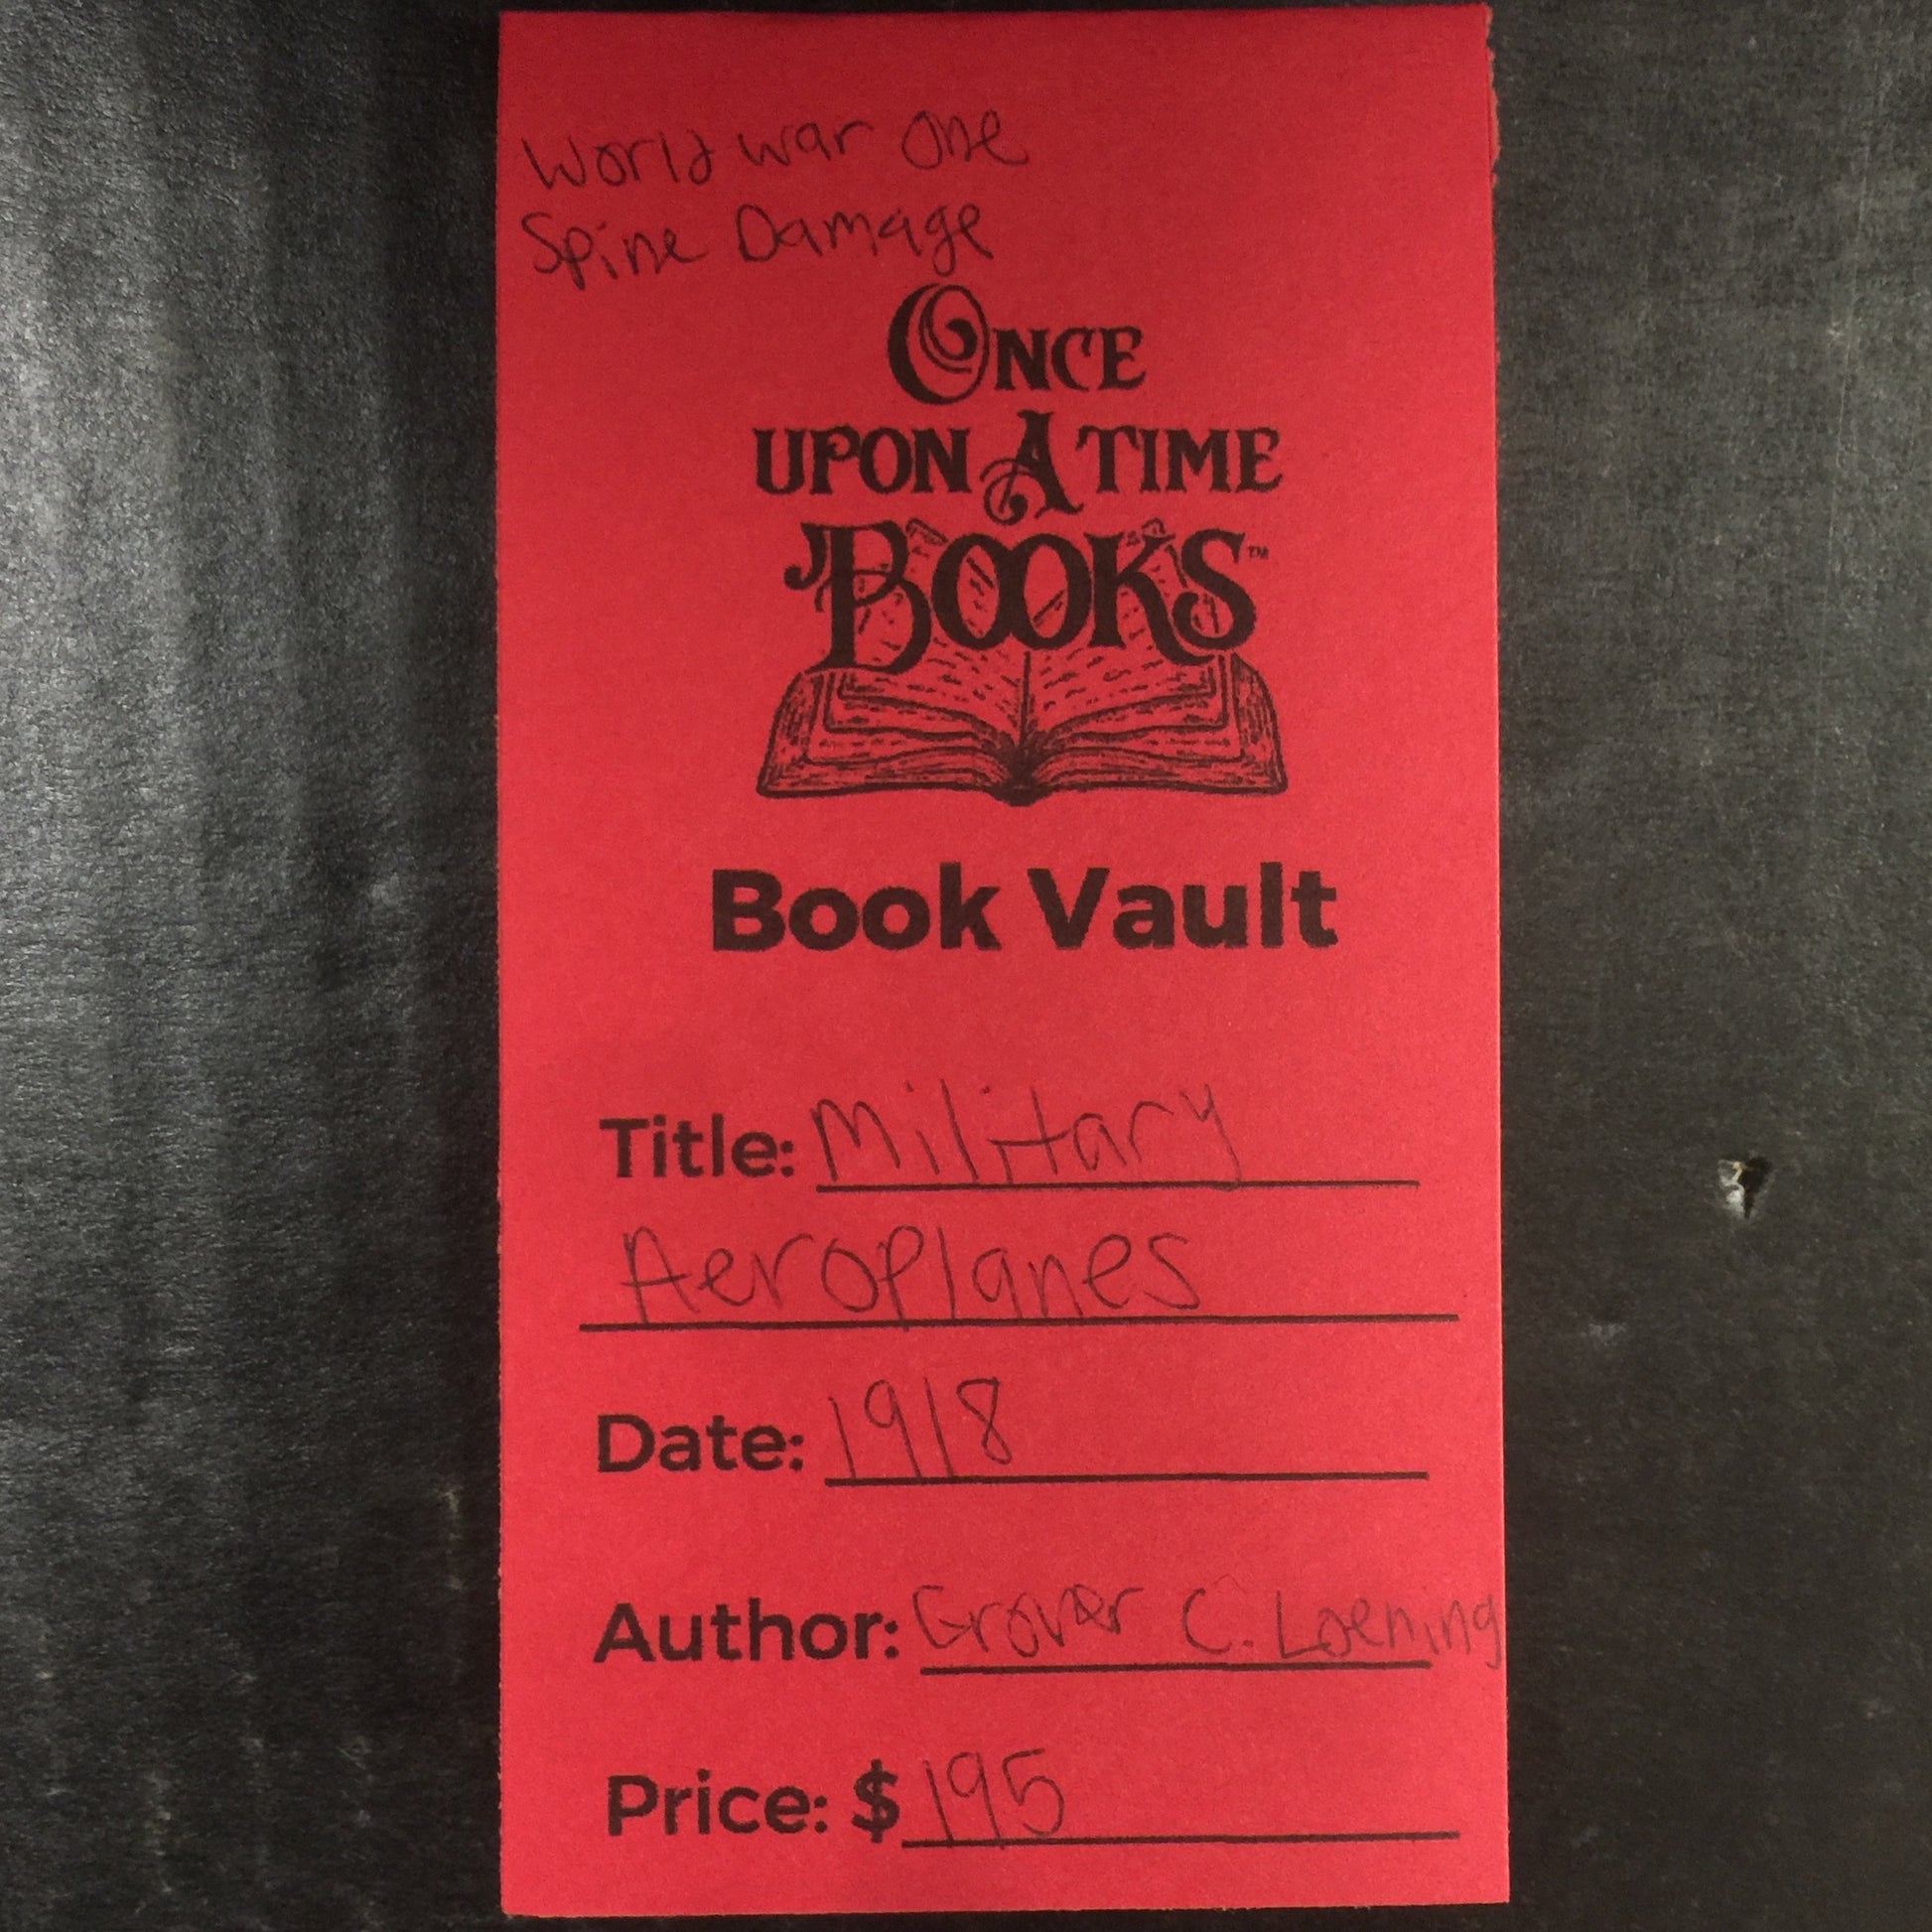 World war One
Spine Damage
ONCE
UPON A TIME
BOOKS™
Book Vault
Title: Military
Aeroplanes
Date: 1918
Author: Grover C. Loening
Price: $195